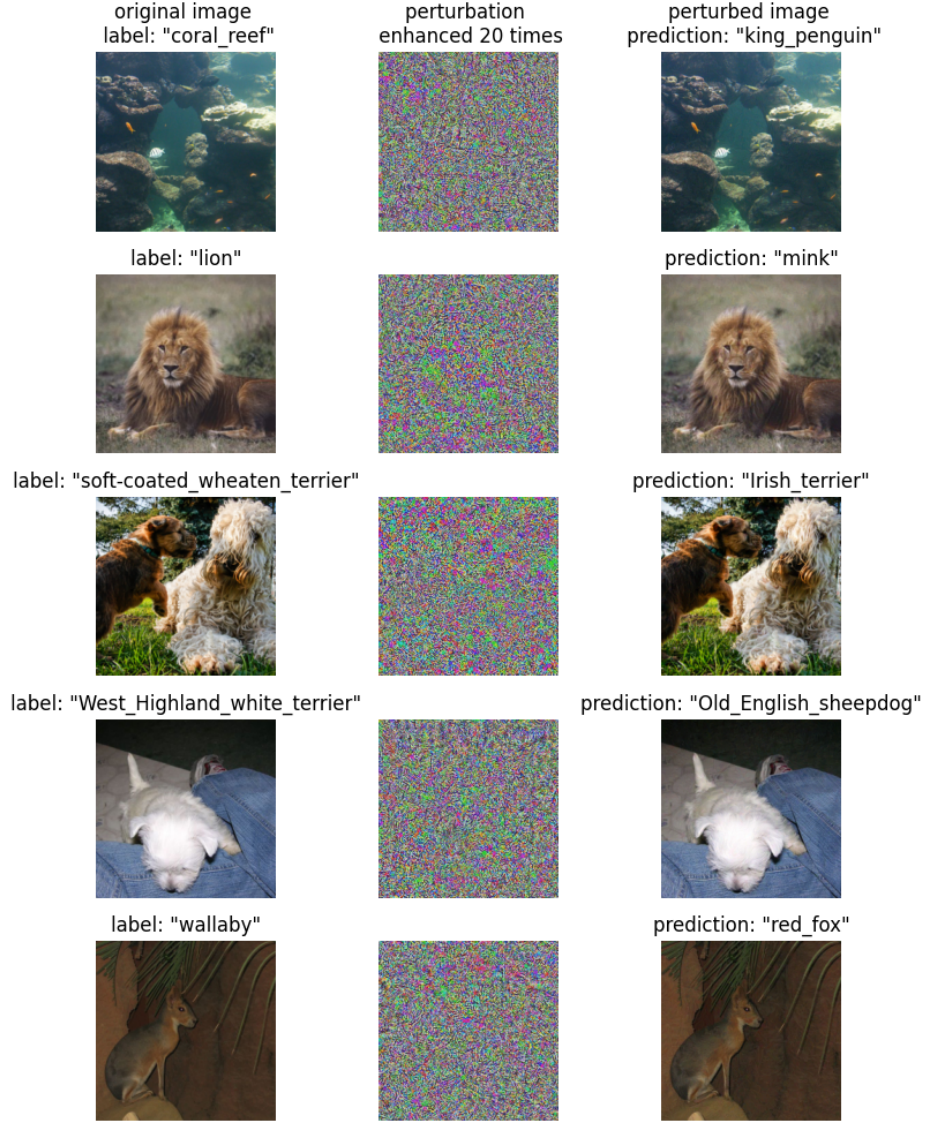 original image
label: "coral_reef"
perturbation
enhanced 20 times
perturbed image
prediction: "king_penguin"
label: "lion"
prediction: "mink"
label: "soft-coated_wheaten_terrier"
prediction: "Irish_terrier"
label: "West_Highland_white_terrier"
prediction: "Old_English_sheepdog"
label: "wallaby"
prediction: "red_fox"